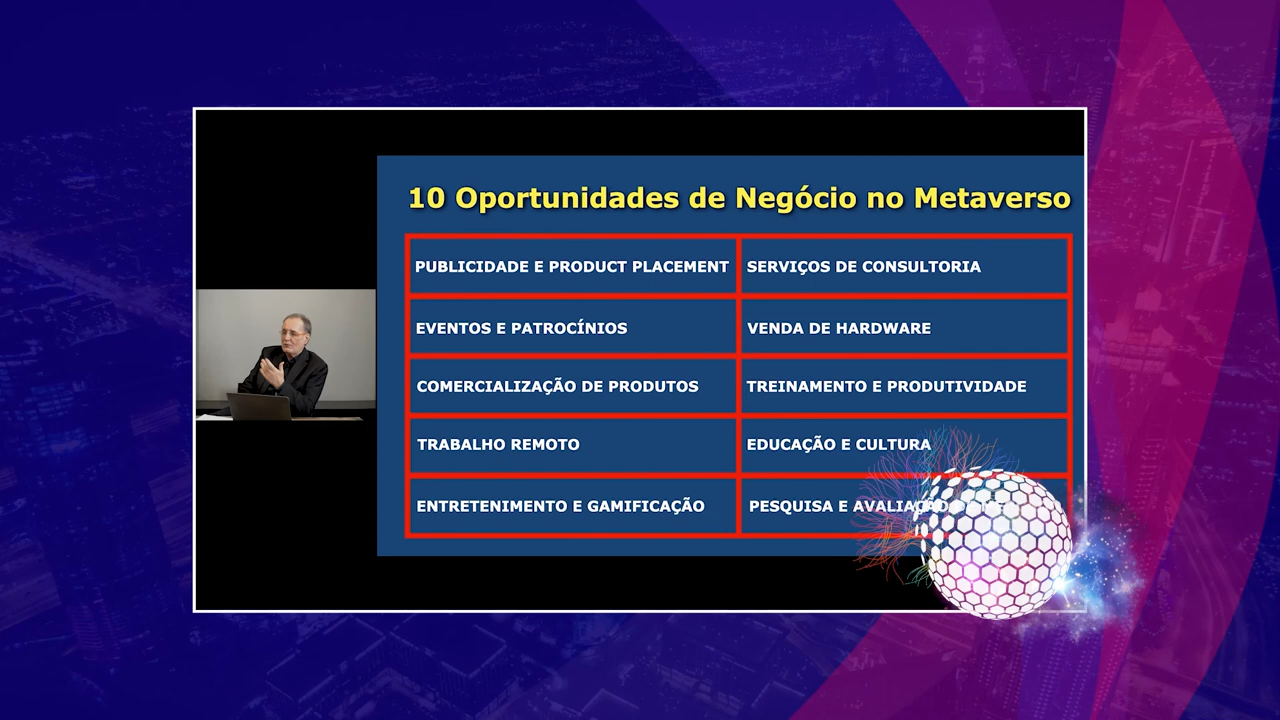 10 Oportunidades de Negócio no Metaverso
PUBLICIDADE E PRODUCT PLACEMENT
SERVIÇOS DE CONSULTORIA
EVENTOS E PATROCÍNIOS
VENDA DE HARDWARE
COMERCIALIZAÇÃO DE PRODUTOS
TREINAMENTO E PRODUTIVIDADE
TRABALHO REMOTO
EDUCAÇÃO E CULTURA
ENTRETENIMENTO E GAMIFICAÇÃO
PESQUISA E AVALIAÇÃO